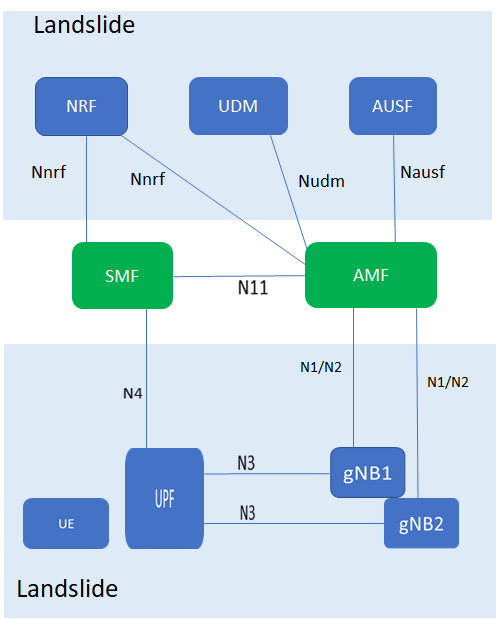 Landslide
NRF
UDM
AUSF
Nnrf
Nnrf
Nudm
Nausf
SMF
AMF
N11
N1/N2
N1/N2
N4
N3
gNB1
UPF
N3
gNB2
UE
Landslide